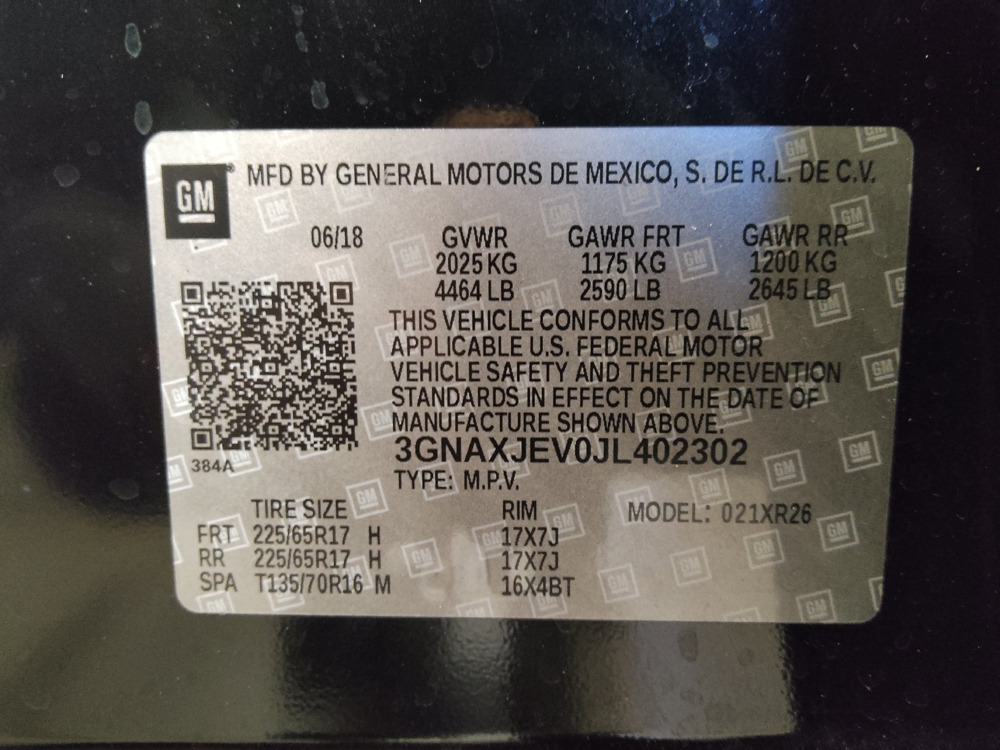 GM MFD BY GENERAL MOTORS DE MEXICO, S. DE R.L. DE C.V.
06/18 GVWR GAWR FRT GAWR RR
2025 KG 1175 KG 1200 KG
4464 LB 2590 LB 2645 LB
THIS VEHICLE CONFORMS TO ALL
APPLICABLE U.S. FEDERAL MOTOR
VEHICLE SAFETY AND THEFT PREVENTION
STANDARDS IN EFFECT ON THE DATE OF
MANUFACTURE SHOWN ABOVE.
3GNAXJEV0JL402302
384A
TYPE: M.P.V.
TIRE SIZE RIM MODEL: 021XR26
FRT 225/65R17 H 17X7J
RR 225/65R17 H 17X7J
SPA T135/70R16 M 16X4BT